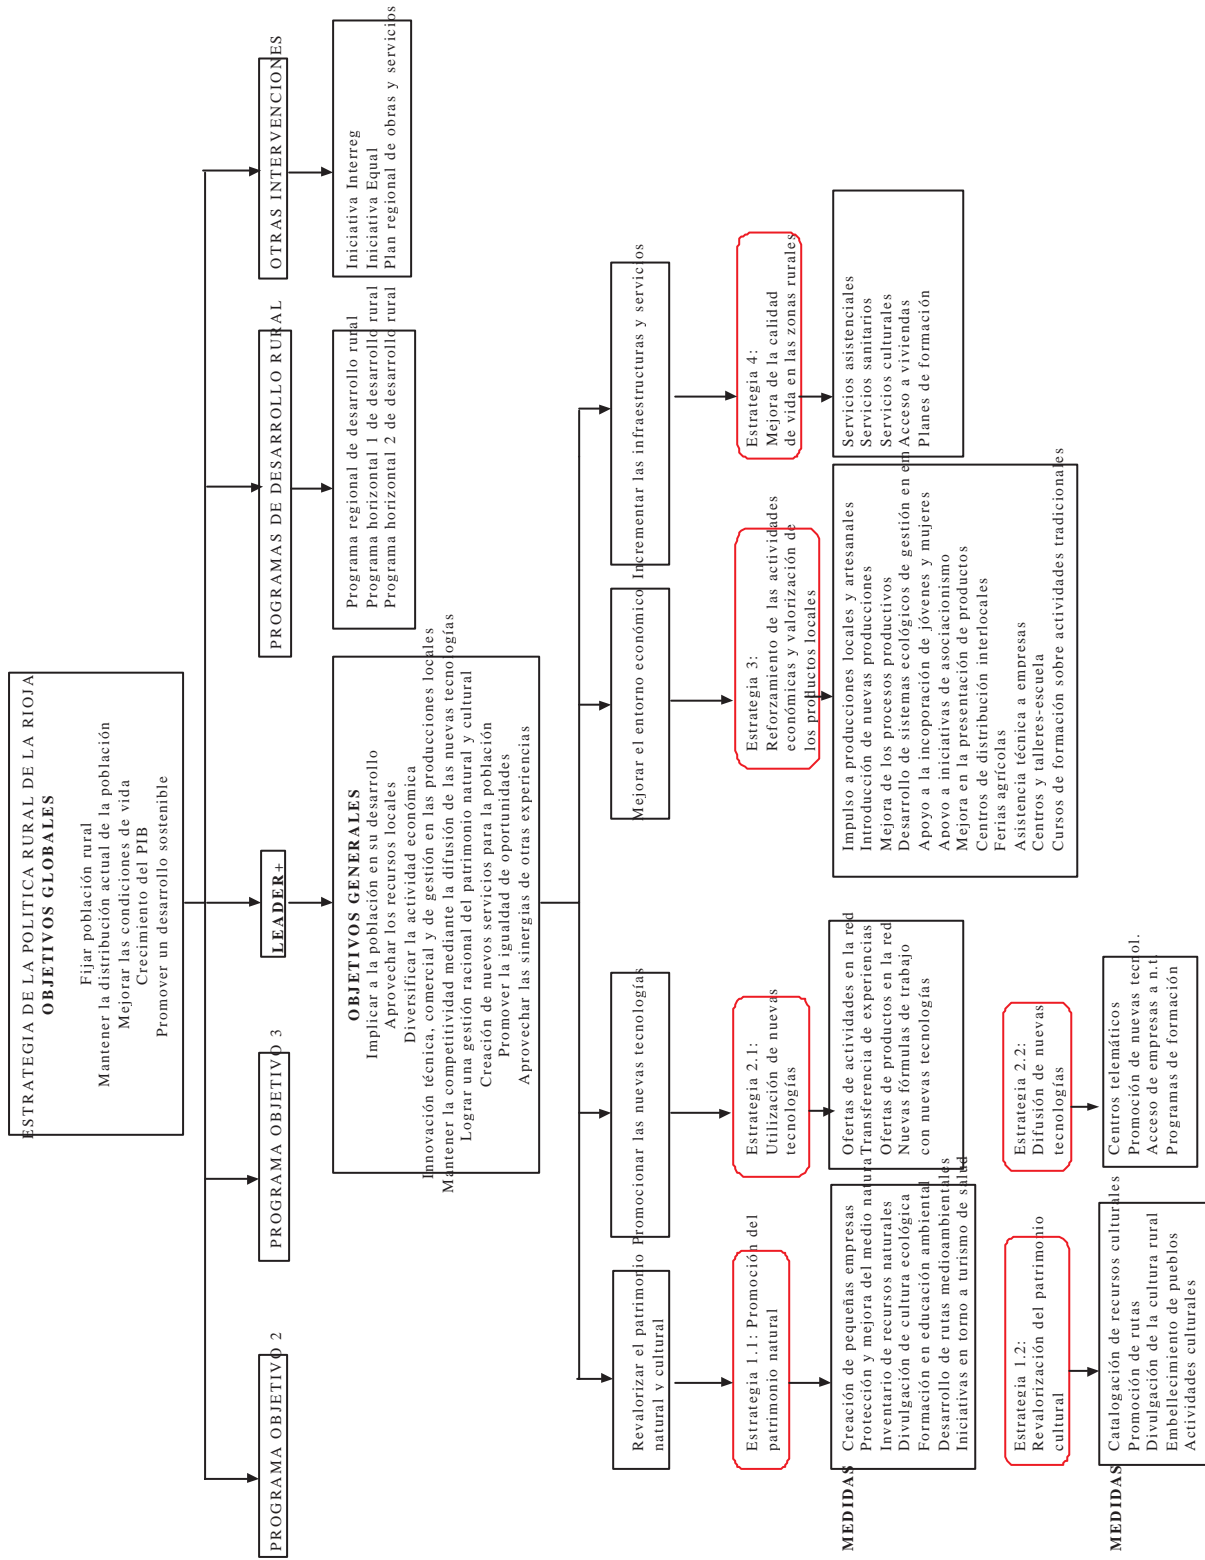 ESTRATEGIA DE LA POLITICA RURAL DE LA RIOJA
OBJETIVOS GLOBALES
Fijar población rural
Mantener la distribución actual de la población
Mejorar las condiciones de vida
Crecimiento del PIB
Promover un desarrollo sostenible
PROGRAMA OBJETIVO 2
PROGRAMA OBJETIVO 3
LEADER+
PROGRAMAS DE DESARROLLO RURAL
OTRAS INTERVENCIONES
OBJETIVOS GENERALES
Implicar a la población en su desarrollo
Aprovechar los recursos locales
Diversificar la actividad económica
Innovación técnica, comercial y de gestión en las producciones locales
Mantener la competitividad mediante la difusión de las nuevas tecnologías
Lograr una gestión racional del patrimonio natural y cultural
Creación de nuevos servicios para la población
Promover la igualdad de oportunidades
Aprovechar las sinergias de otras experiencias
Programa regional de desarrollo rural
Programa horizontal 1 de desarrollo rural
Programa horizontal 2 de desarrollo rural
Iniciativa Interreg
Iniciativa Equal
Plan regional de obras y servicios
Revalorizar el patrimonio
natural y cultural
Promocionar las nuevas tecnologías
Mejorar el entorno económico
Incrementar las infraestructuras y servicios
Estrategia 1.1: Promoción del
patrimonio natural
Estrategia 2.1:
Utilización de nuevas
tecnologías
Estrategia 3:
Reforzamiento de las actividades
económicas y valorización de
los productos locales
Estrategia 4:
Mejora de la calidad
de vida en las zonas rurales
MEDIDAS
Creación de pequeñas empresas
Protección y mejora del medio natura
Inventario de recursos naturales
Divulgación de cultura ecológica
Formación en educación ambiental
Desarrollo de rutas medioambientales
Iniciativas en torno a turismo de salud
Ofertas de actividades en la red
Transferencia de experiencias
Ofertas de productos en la red
Nuevas fórmulas de trabajo
con nuevas tecnologías
Impulso a producciones locales y artesanales
Introducción de nuevas producciones
Mejora de los procesos productivos
Desarrollo de sistemas ecológicos de gestión en em
Apoyo a la incoporación de jóvenes y mujeres
Apovo a iniciativas de asociacionismo
Mejora en la presentación de productos
Centros de distribución interlocales
Ferias agrícolas
Asistencia técnica a empresas
Centros y talleres-escuela
Cursos de formación sobre actividades tradicionales
Servicios asistenciales
Servicios sanitarios
Servicios culturales
Acceso a viviendas
Planes de formación
Estrategia 1.2:
Revalorización del patrimonio
cultural
Estrategia 2.2:
Difusión de nuevas
tecnologías
MEDIDAS
Catalogación de recursos culturales
Promoción de rutas
Divulgación de la cultura rural
Embellecimiento de pueblos
Actividades culturales
Centros telemáticos
Promoción de nuevas tecnol.
Acceso de empresas a n.t.
Programas de formación